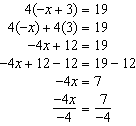 4(-x + 3) = 19
4(-x) + 4(3) = 19
-4x + 12 = 19
-4x + 12 - 12 = 19 - 12
-4x = 7
-4x/-4 = 7/-4